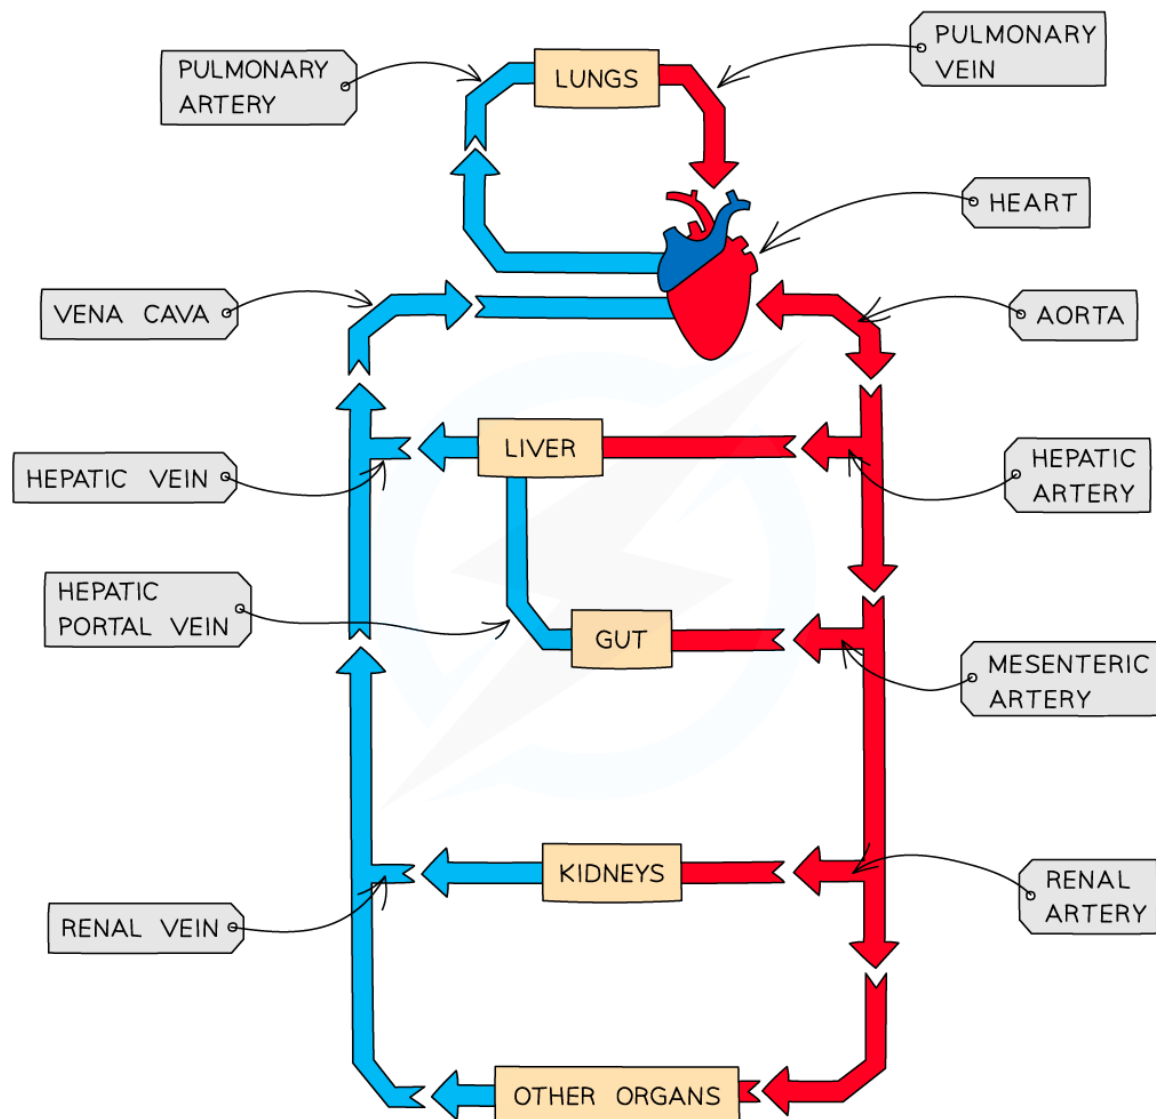 PULMONARY
ARTERY
LUNGS
PULMONARY
VEIN
HEART
VENA CAVA
AORTA
LIVER
HEPATIC VEIN
HEPATIC
ARTERY
HEPATIC
PORTAL VEIN
GUT
MESENTERIC
ARTERY
KIDNEYS
RENAL VEIN
RENAL
ARTERY
OTHER ORGANS